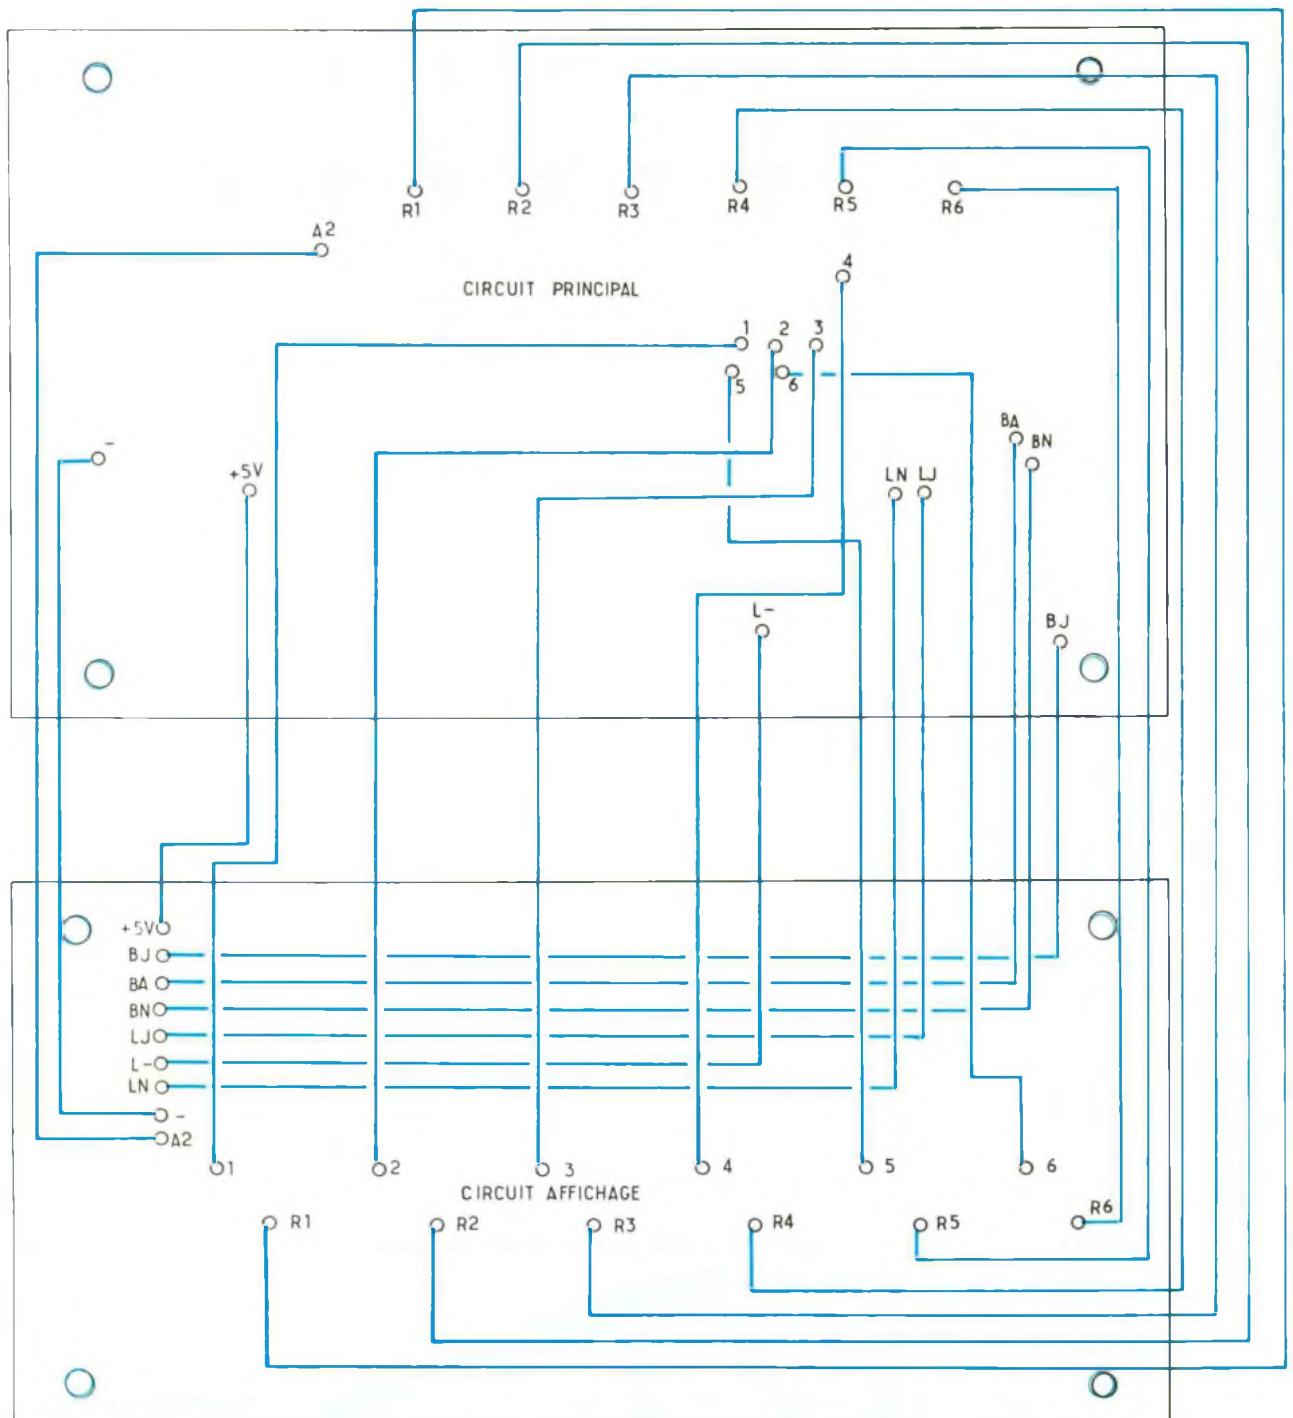 R1 R2 R3 R4 R5 R6
A2
4
CIRCUIT PRINCIPAL
1 2 3
5 6
BA
-
BN
+5V
LN LJ
L-
BJ
+5V
BJ
BA
BN
LJ
L-
LN
-
A2
1 2 3 4 5 6
CIRCUIT AFFICHAGE
R1 R2 R3 R4 R5 R6